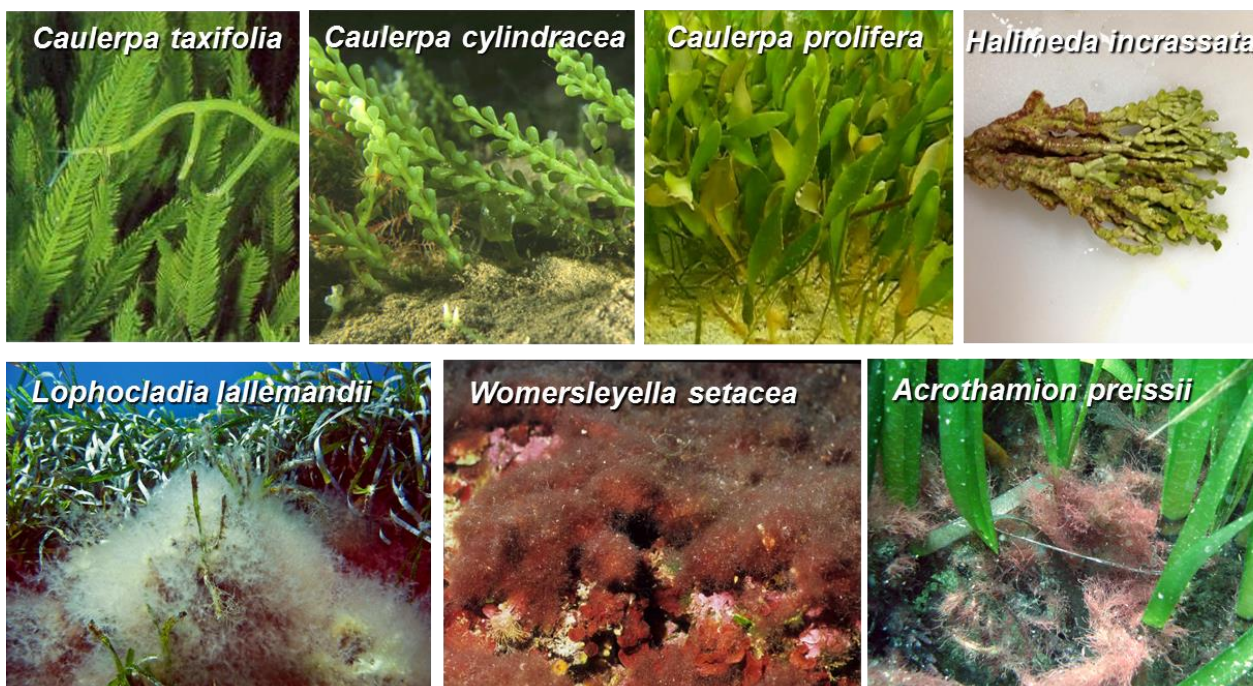 Caulerpa taxifolia
Caulerpa cylindracea
Caulerpa prolifera
Halimeda incrassata
Lophocladia lallemandii
Womersleyella setacea
Acrothamion preissii